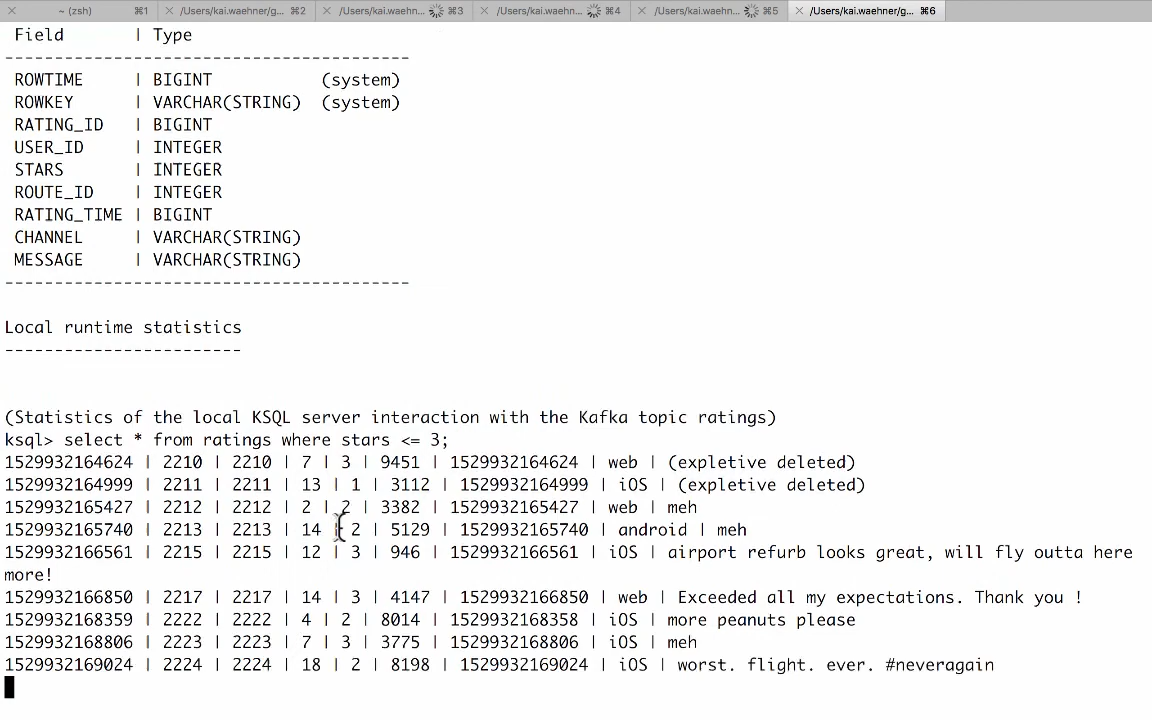 ~ (zsh) ⌘1 /Users/kai.waehner/g... ⌘2 /Users/kai.waehn... ⌘3 /Users/kai.waehn... ⌘4 /Users/kai.waehn... ⌘5 /Users/kai.waehner/g... ⌘6
Field | Type
-----------------------------------------
ROWTIME | BIGINT (system)
ROWKEY | VARCHAR(STRING) (system)
RATING_ID | BIGINT
USER_ID | INTEGER
STARS | INTEGER
ROUTE_ID | INTEGER
RATING_TIME | BIGINT
CHANNEL | VARCHAR(STRING)
MESSAGE | VARCHAR(STRING)
-----------------------------------------
Local runtime statistics
------------------------
(Statistics of the local KSQL server interaction with the Kafka topic ratings)
ksql> select * from ratings where stars <= 3;
1529932164624 | 2210 | 2210 | 7 | 3 | 9451 | 1529932164624 | web | (expletive deleted)
1529932164999 | 2211 | 2211 | 13 | 1 | 3112 | 1529932164999 | iOS | (expletive deleted)
1529932165427 | 2212 | 2212 | 2 | 2 | 3382 | 1529932165427 | web | meh
1529932165740 | 2213 | 2213 | 14 | 2 | 5129 | 1529932165740 | android | meh
1529932166561 | 2215 | 2215 | 12 | 3 | 946 | 1529932166561 | iOS | airport refurb looks great, will fly outta here
more!
1529932166850 | 2217 | 2217 | 14 | 3 | 4147 | 1529932166850 | web | Exceeded all my expectations. Thank you !
1529932168359 | 2222 | 2222 | 4 | 2 | 8014 | 1529932168358 | iOS | more peanuts please
1529932168806 | 2223 | 2223 | 7 | 3 | 3775 | 1529932168806 | iOS | meh
1529932169024 | 2224 | 2224 | 18 | 2 | 8198 | 1529932169024 | iOS | worst. flight. ever. #neveragain